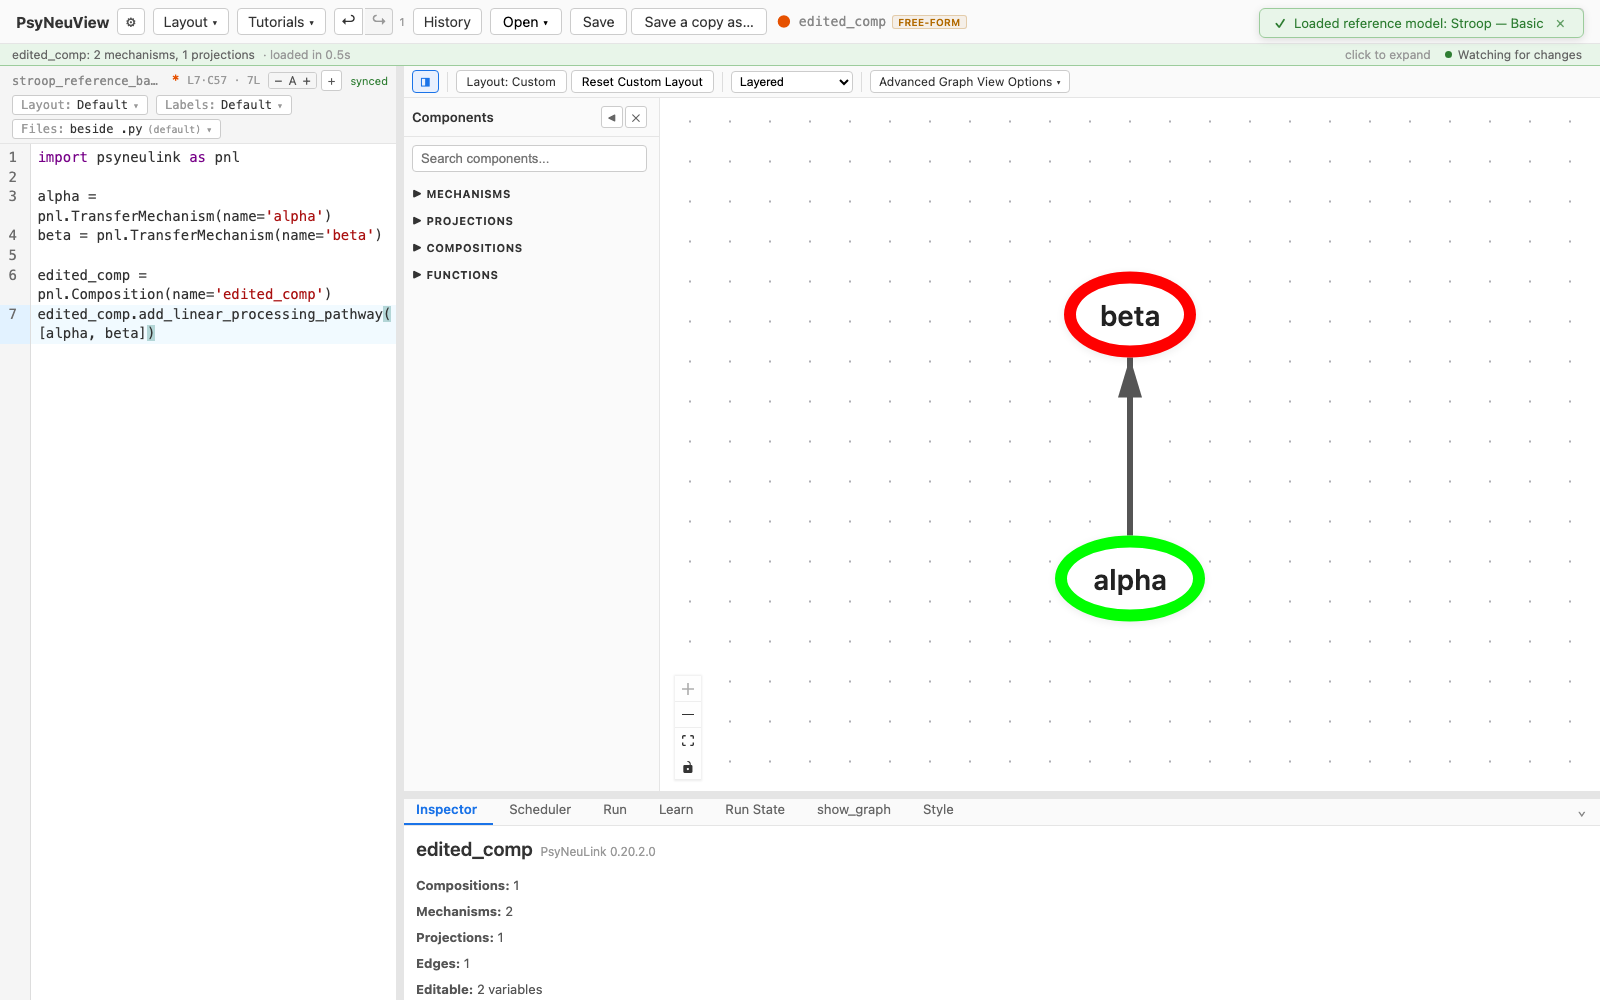 PsyNeuView ⚙ Layout ▾ Tutorials ▾ ↩ ↪ 1 History Open ▾ Save Save a copy as... edited_comp FREE-FORM ✓ Loaded reference model: Stroop — Basic ×
edited_comp: 2 mechanisms, 1 projections · loaded in 0.5s click to expand Watching for changes
stroop_reference_ba... * L7·C57 · 7L − A + + synced
Layout: Default ▾ Labels: Default ▾
Files: beside .py (default) ▾
1 import psyneulink as pnl
2
3 alpha =
pnl.TransferMechanism(name='alpha')
4 beta = pnl.TransferMechanism(name='beta')
5
6 edited_comp =
pnl.Composition(name='edited_comp')
7 edited_comp.add_linear_processing_pathway(
[alpha, beta])
Layout: Custom Reset Custom Layout Layered Advanced Graph View Options ▾
Components ◀ ×
Search components...
▶ MECHANISMS
▶ PROJECTIONS
▶ COMPOSITIONS
▶ FUNCTIONS
beta
alpha
Inspector Scheduler Run Learn Run State show_graph Style
edited_comp PsyNeuLink 0.20.2.0
Compositions: 1
Mechanisms: 2
Projections: 1
Edges: 1
Editable: 2 variables